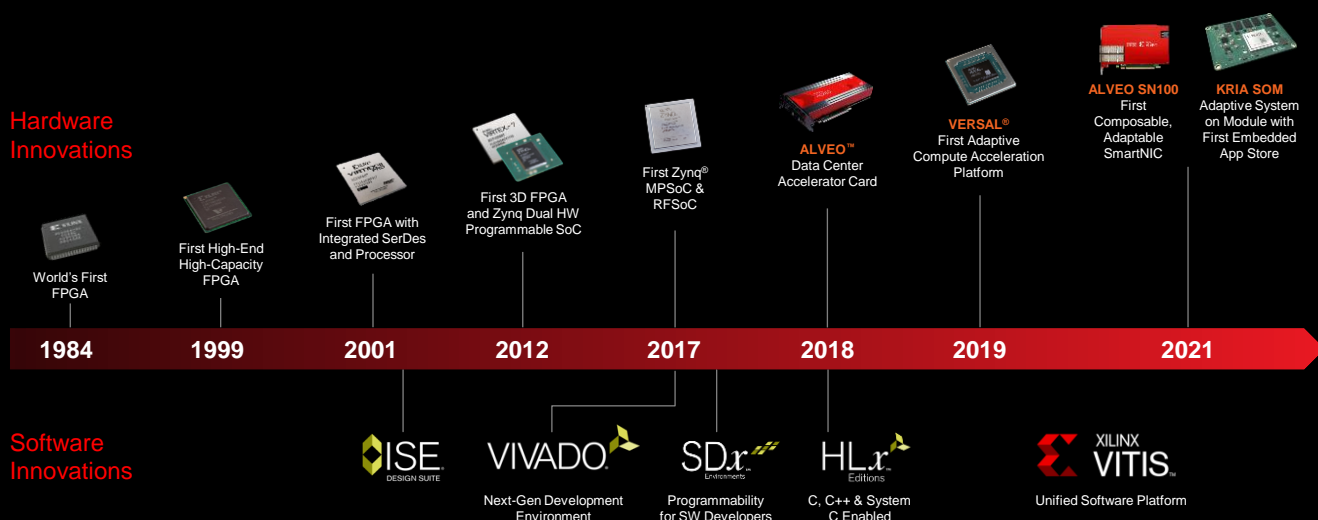 Hardware
Innovations
XILINX
World's First
FPGA
First High-End
High-Capacity
FPGA
First FPGA with
Integrated SerDes
and Processor
VIRTEX-7
First 3D FPGA
and Zynq Dual HW
Programmable SoC
First Zynq®
MPSoC &
RFSoC
ALVEO™
Data Center
Accelerator Card
VERSAL®
First Adaptive
Compute Acceleration
Platform
ALVEO SN100
First
Composable,
Adaptable
SmartNIC
KRIA SOM
Adaptive System
on Module with
First Embedded
App Store
1984
1999
2001
2012
2017
2018
2019
2021
Software
Innovations
ISE
DESIGN SUITE
VIVADO
Next-Gen Development
Environment
SDx
Environments
Programmability
for SW Developers
HLx
Editions
C, C++ & System
C Enabled
XILINX
VITIS™
Unified Software Platform